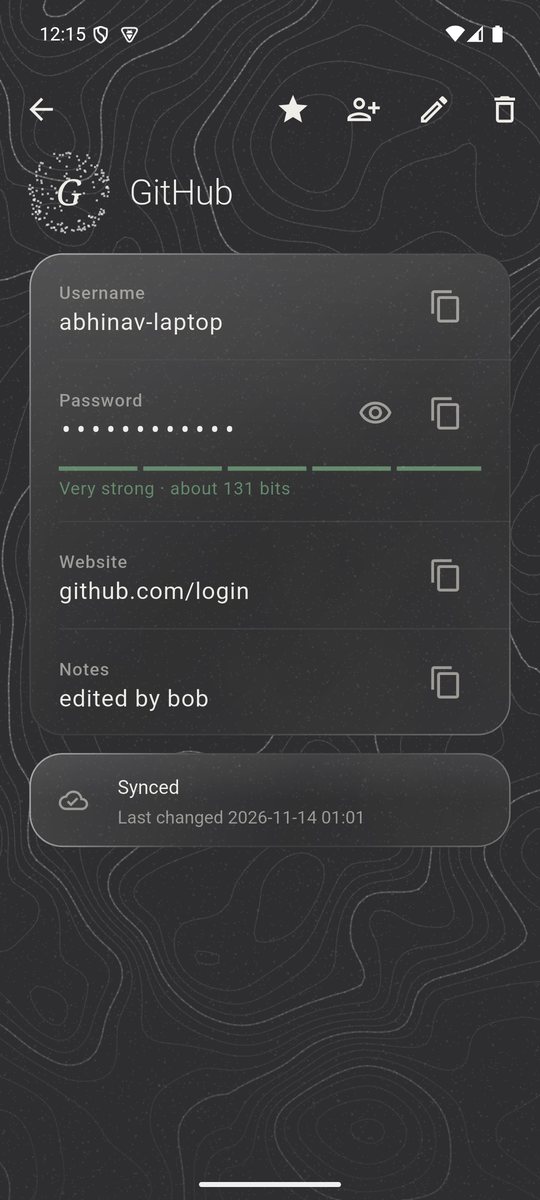 12:15
G GitHub
Username
abhinav-laptop
Password
••••••••••••
Very strong · about 131 bits
Website
github.com/login
Notes
edited by bob
Synced
Last changed 2026-11-14 01:01